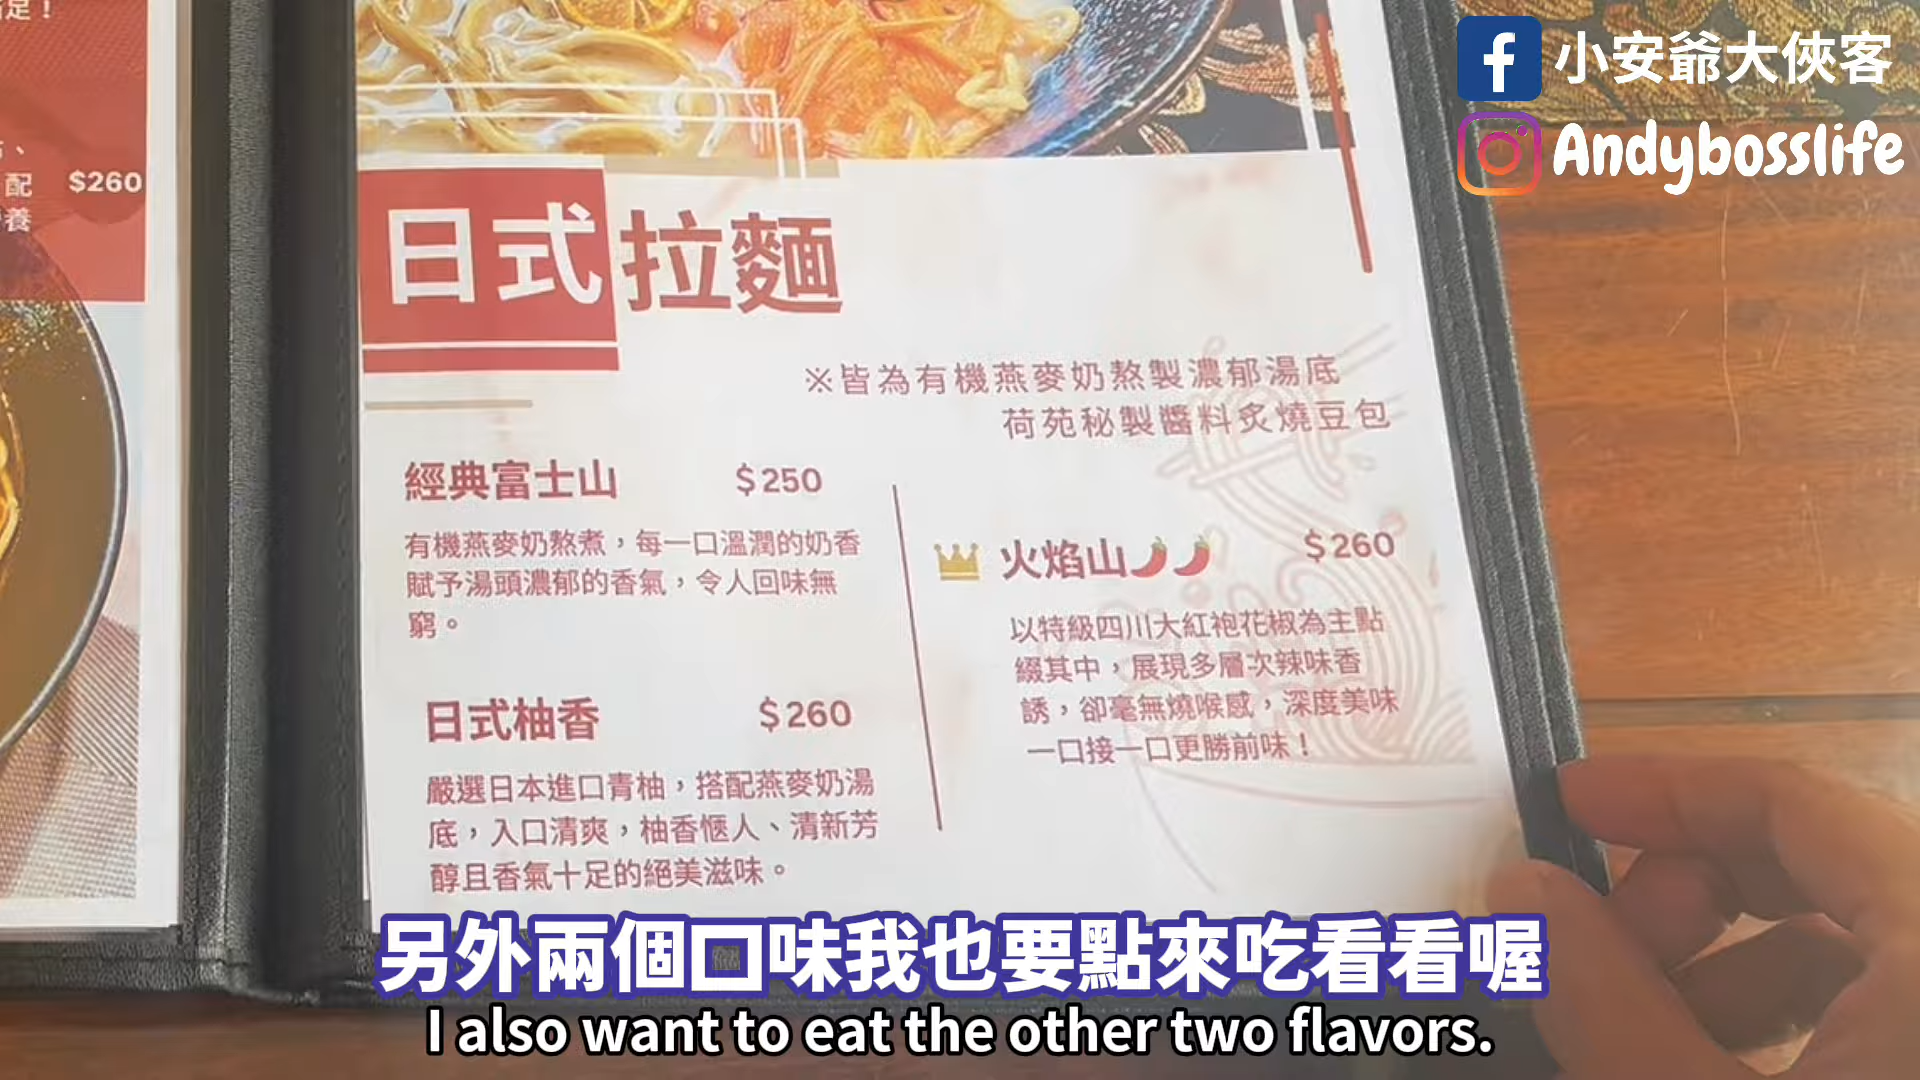 足！
、
配 $260
養
小安爺大俠客
Andybosslife
日式拉麵
※皆為有機燕麥奶熬製濃郁湯底
荷苑秘製醬料炙燒豆包
經典富士山 $250
有機燕麥奶熬煮，每一口溫潤的奶香
賦予湯頭濃郁的香氣，令人回味無
窮。
日式柚香 $260
嚴選日本進口青柚，搭配燕麥奶湯
底，入口清爽，柚香愜人、清新芳
醇且香氣十足的絕美滋味。
火焰山 $260
以特級四川大紅袍花椒為主點
綴其中，展現多層次辣味香
誘，卻毫無燒喉感，深度美味
一口接一口更勝前味！
另外兩個口味我也要點來吃看看喔
I also want to eat the other two flavors.